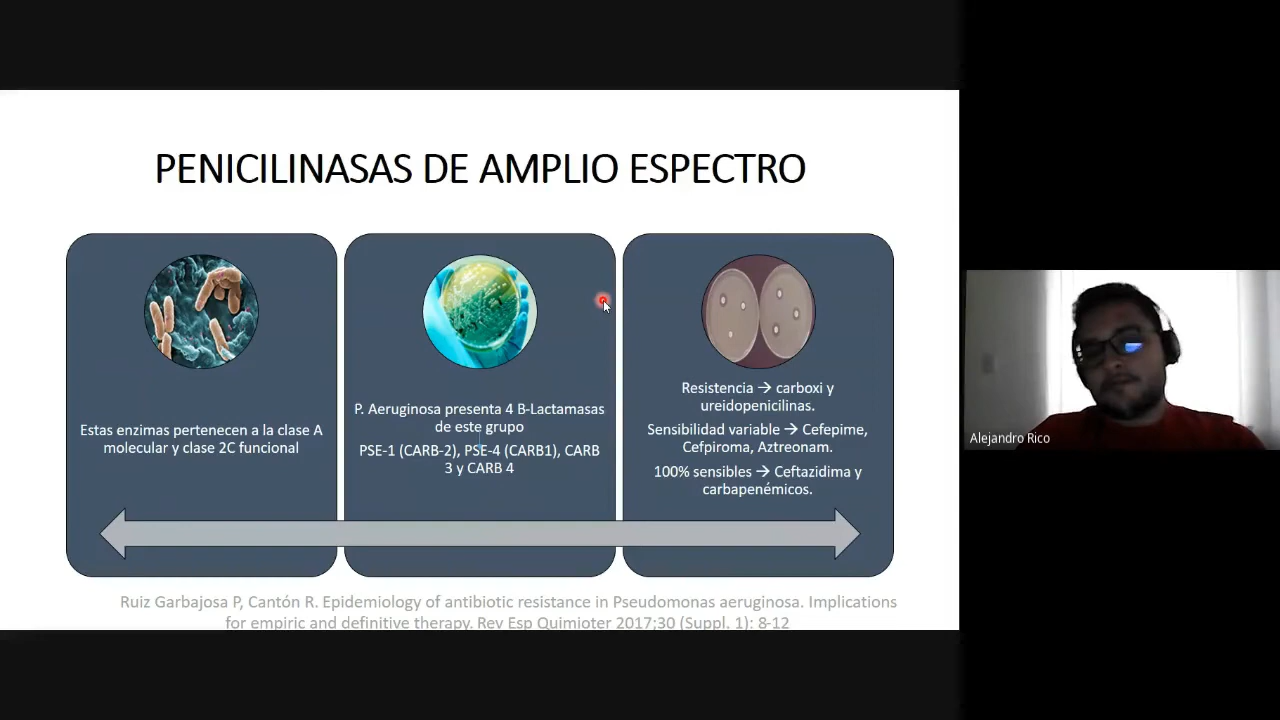 PENICILINASAS DE AMPLIO ESPECTRO
Estas enzimas pertenecen a la clase A
molecular y clase 2C funcional
P. Aeruginosa presenta 4 B-Lactamasas
de este grupo
PSE-1 (CARB-2), PSE-4 (CARB1), CARB
3 y CARB 4
Resistencia → carboxi y
ureidopenicilinas.
Sensibilidad variable → Cefepime,
Cefpiroma, Aztreonam.
100% sensibles → Ceftazidima y
carbapenémicos.
Ruiz Garbajosa P, Cantón R. Epidemiology of antibiotic resistance in Pseudomonas aeruginosa. Implications
for empiric and definitive therapy. Rev Esp Quimioter 2017;30 (Suppl. 1): 8-12
Alejandro Rico